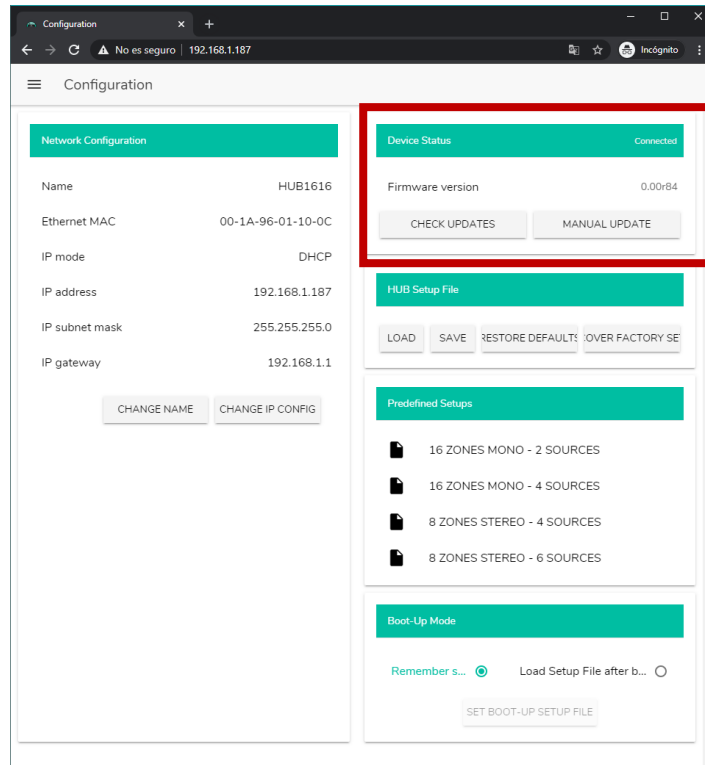 Configuration
No es seguro | 192.168.1.187
Incógnito
Configuration
Network Configuration
Name HUB1616
Ethernet MAC 00-1A-96-01-10-0C
IP mode DHCP
IP address 192.168.1.187
IP subnet mask 255.255.255.0
IP gateway 192.168.1.1
CHANGE NAME CHANGE IP CONFIG
Device Status Connected
Firmware version 0.00r84
CHECK UPDATES MANUAL UPDATE
HUB Setup File
LOAD SAVE RESTORE DEFAULTS OVER FACTORY SE
Predefined Setups
16 ZONES MONO - 2 SOURCES
16 ZONES MONO - 4 SOURCES
8 ZONES STEREO - 4 SOURCES
8 ZONES STEREO - 6 SOURCES
Boot-Up Mode
Remember s... Load Setup File after b...
SET BOOT-UP SETUP FILE